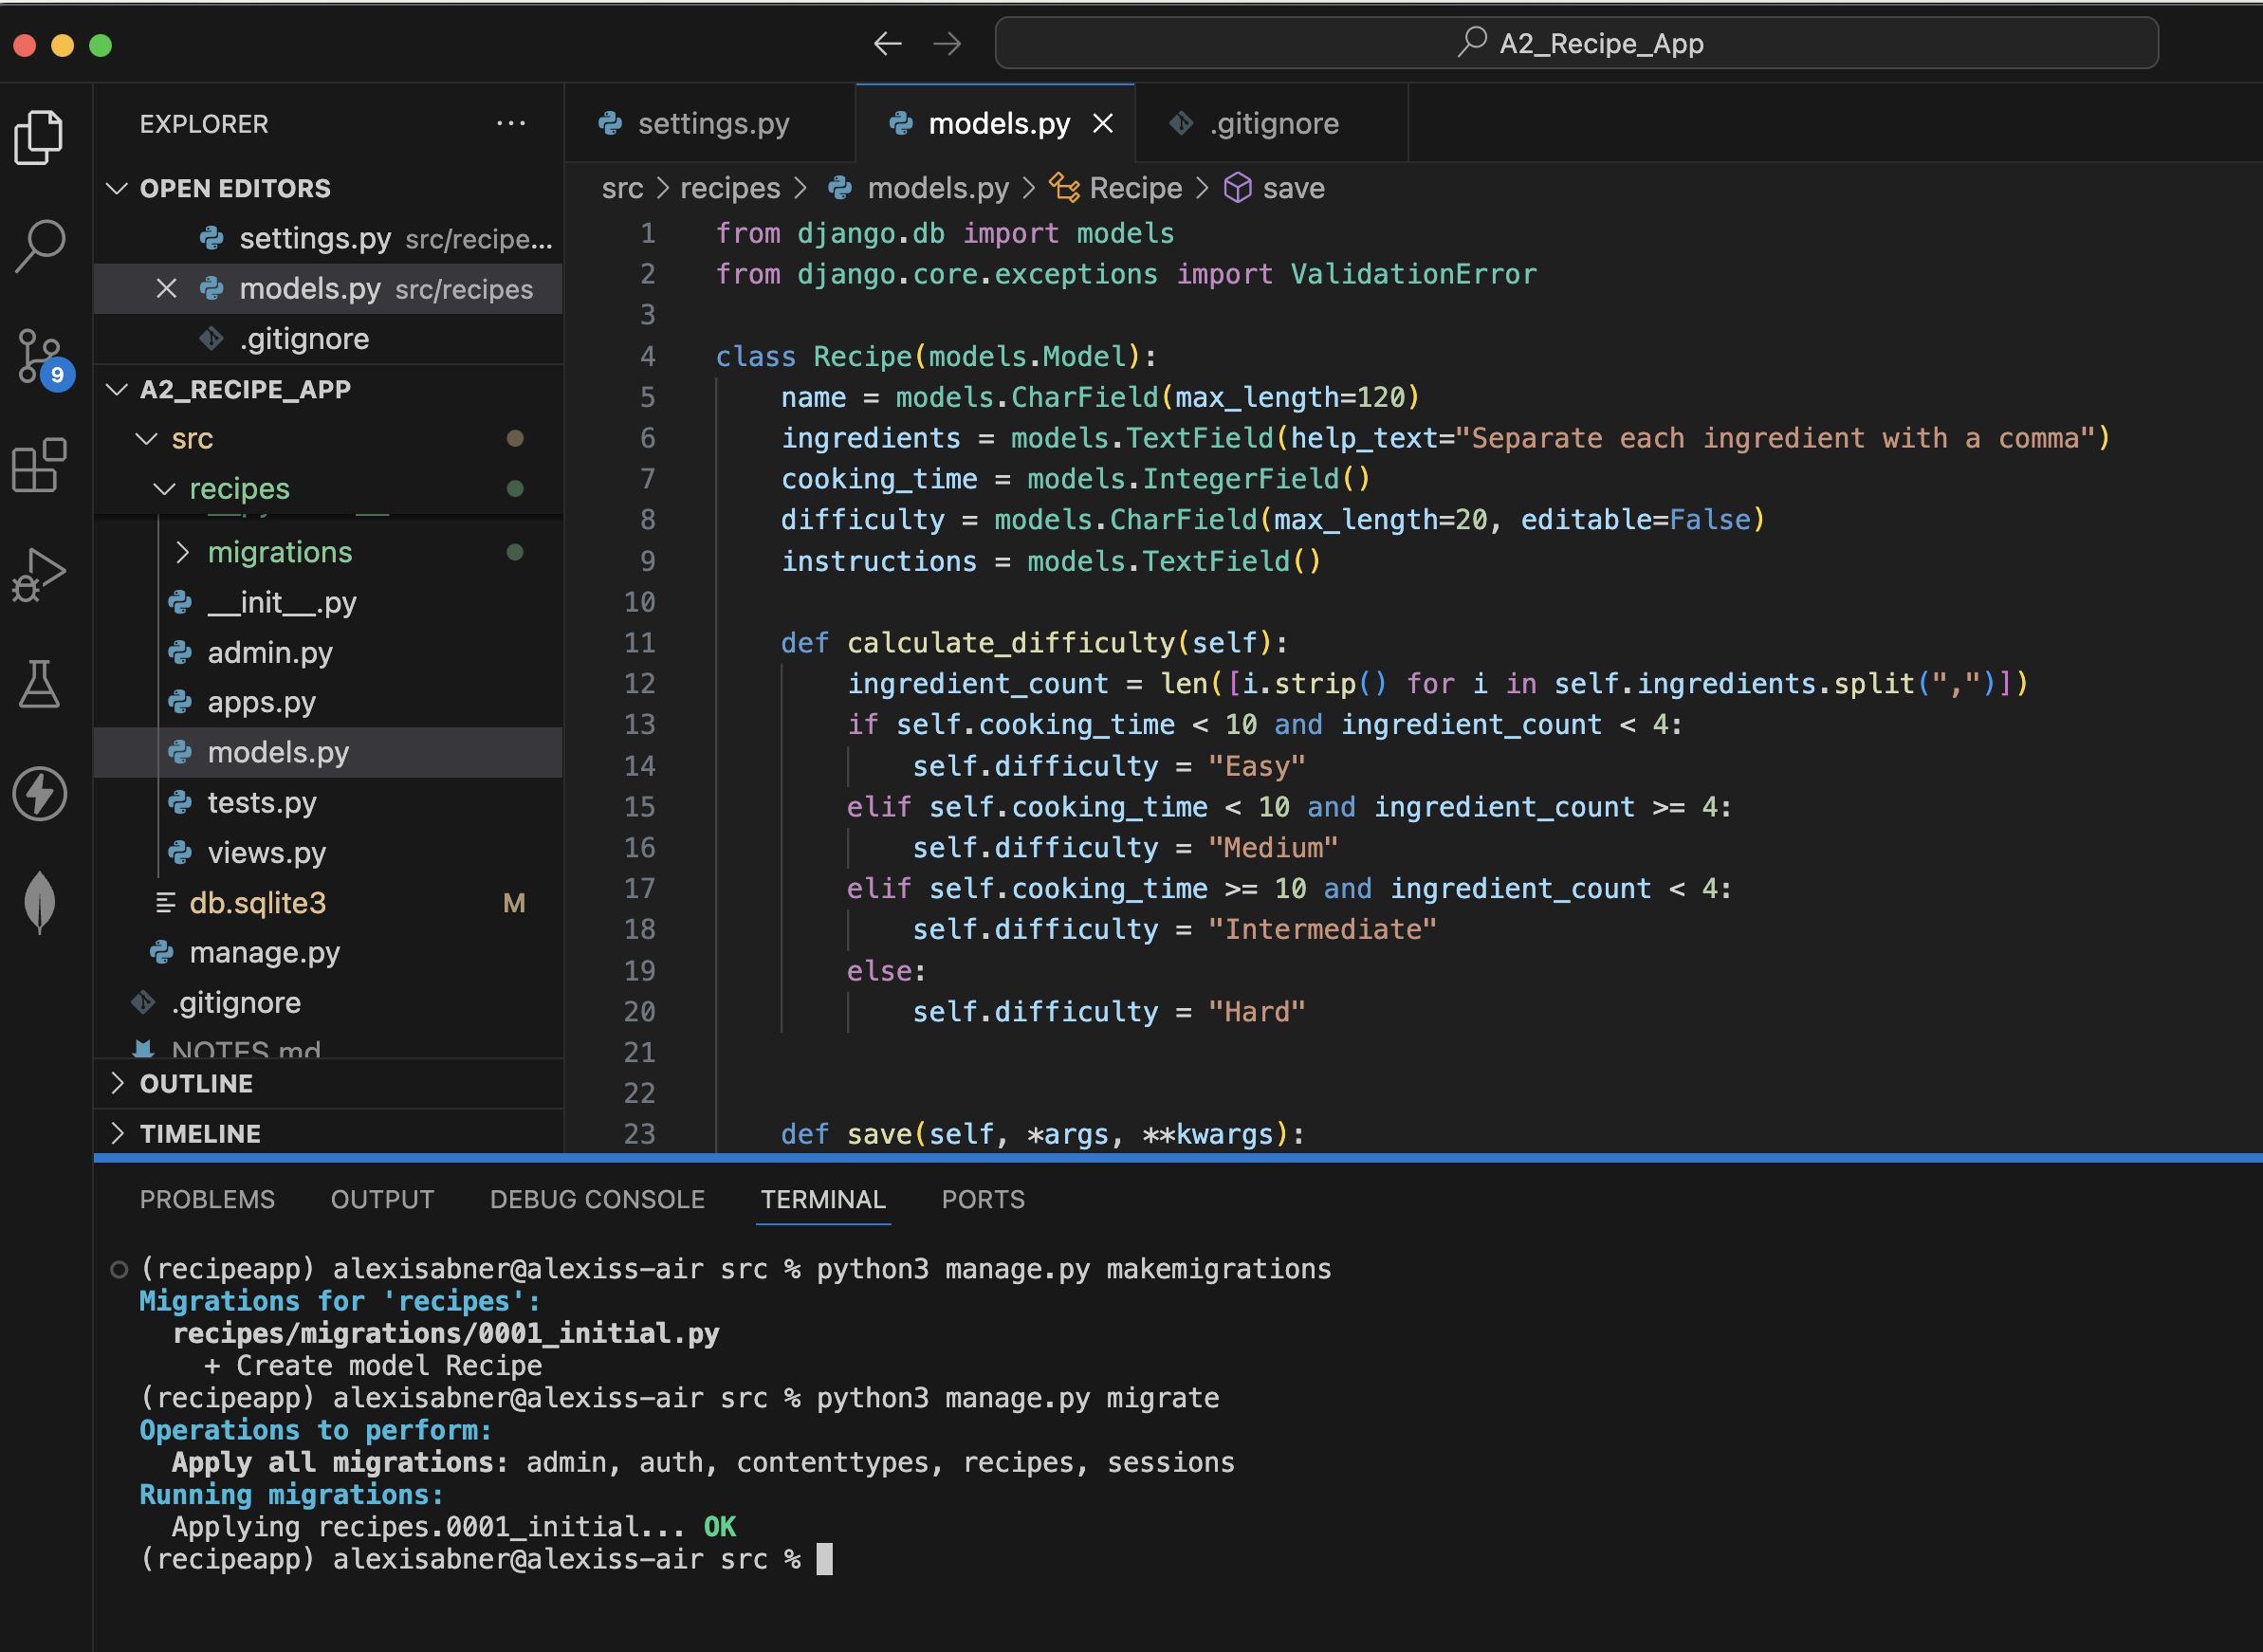 A2_Recipe_App
EXPLORER
settings.py
models.py
.gitignore
OPEN EDITORS
settings.py src/recipe...
models.py src/recipes
.gitignore
9
A2_RECIPE_APP
src
recipes
migrations
__init__.py
admin.py
apps.py
models.py
tests.py
views.py
db.sqlite3 M
manage.py
.gitignore
NOTES.md
OUTLINE
TIMELINE
src > recipes > models.py > Recipe > save
1 from django.db import models
2 from django.core.exceptions import ValidationError
3
4 class Recipe(models.Model):
5 name = models.CharField(max_length=120)
6 ingredients = models.TextField(help_text="Separate each ingredient with a comma")
7 cooking_time = models.IntegerField()
8 difficulty = models.CharField(max_length=20, editable=False)
9 instructions = models.TextField()
10
11 def calculate_difficulty(self):
12 ingredient_count = len([i.strip() for i in self.ingredients.split(",")])
13 if self.cooking_time < 10 and ingredient_count < 4:
14 self.difficulty = "Easy"
15 elif self.cooking_time < 10 and ingredient_count >= 4:
16 self.difficulty = "Medium"
17 elif self.cooking_time >= 10 and ingredient_count < 4:
18 self.difficulty = "Intermediate"
19 else:
20 self.difficulty = "Hard"
21
22
23 def save(self, *args, **kwargs):
PROBLEMS OUTPUT DEBUG CONSOLE TERMINAL PORTS
(recipeapp) alexisabner@alexiss-air src % python3 manage.py makemigrations
Migrations for 'recipes':
recipes/migrations/0001_initial.py
+ Create model Recipe
(recipeapp) alexisabner@alexiss-air src % python3 manage.py migrate
Operations to perform:
Apply all migrations: admin, auth, contenttypes, recipes, sessions
Running migrations:
Applying recipes.0001_initial... OK
(recipeapp) alexisabner@alexiss-air src %